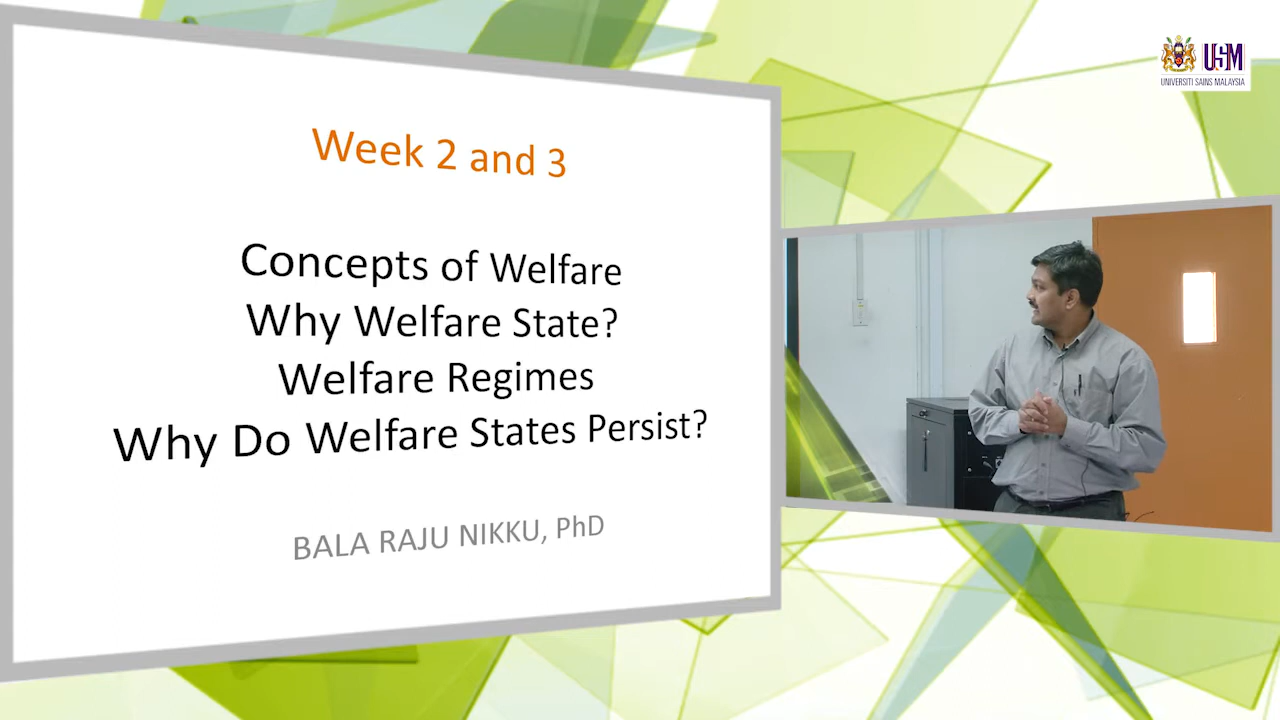 Week 2 and 3
Concepts of Welfare
Why Welfare State?
Welfare Regimes
Why Do Welfare States Persist?
BALA RAJU NIKKU, PhD
USM
UNIVERSITI SAINS MALAYSIA